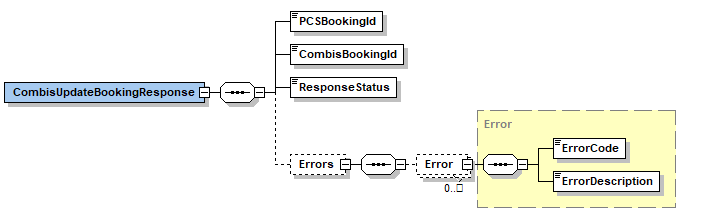 PCSBookingId
CombisBookingId
CombisUpdateBookingResponse
ResponseStatus
Error
ErrorCode
Errors
Error
0..□
ErrorDescription